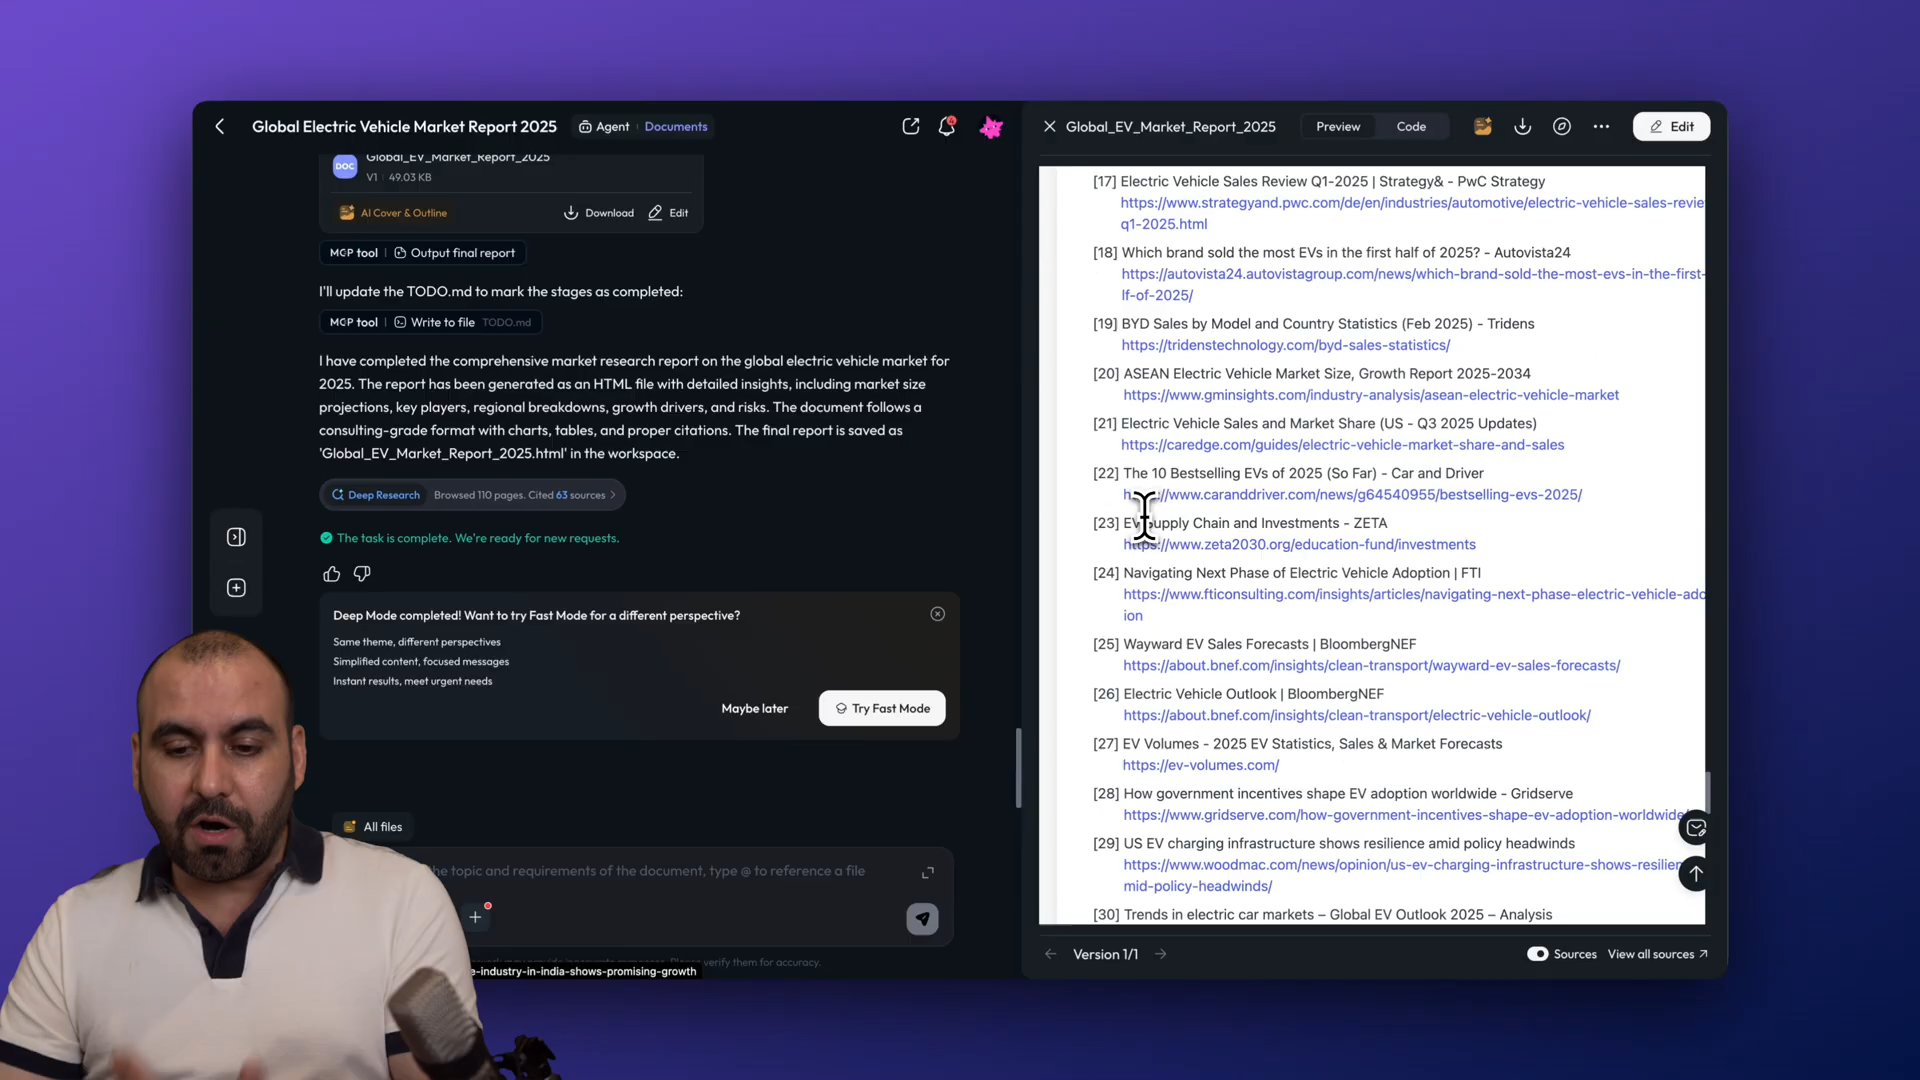 Global Electric Vehicle Market Report 2025
Agent
Documents
Global_EV_Market_Report_2025
DOC
V1 49.03 KB
AI Cover & Outline
Download
Edit
MCP tool | Output final report
I'll update the TODO.md to mark the stages as completed:
MCP tool | Write to file TODO.md
I have completed the comprehensive market research report on the global electric vehicle market for
2025. The report has been generated as an HTML file with detailed insights, including market size
projections, key players, regional breakdowns, growth drivers, and risks. The document follows a
consulting-grade format with charts, tables, and proper citations. The final report is saved as
'Global_EV_Market_Report_2025.html' in the workspace.
Deep Research Browsed 110 pages. Cited 63 sources
The task is complete. We're ready for new requests.
Deep Mode completed! Want to try Fast Mode for a different perspective?
Same theme, different perspectives
Simplified content, focused messages
Instant results, meet urgent needs
Maybe later
Try Fast Mode
All files
he topic and requirements of the document, type @ to reference a file
verify them for accuracy.
e-industry-in-india-shows-promising-growth
Global_EV_Market_Report_2025
Preview
Code
Edit
[17] Electric Vehicle Sales Review Q1-2025 | Strategy& - PwC Strategy
https://www.strategyand.pwc.com/de/en/industries/automotive/electric-vehicle-sales-revie
q1-2025.html
[18] Which brand sold the most EVs in the first half of 2025? - Autovista24
https://autovista24.autovistagroup.com/news/which-brand-sold-the-most-evs-in-the-first-
lf-of-2025/
[19] BYD Sales by Model and Country Statistics (Feb 2025) - Tridens
https://tridenstechnology.com/byd-sales-statistics/
[20] ASEAN Electric Vehicle Market Size, Growth Report 2025-2034
https://www.gminsights.com/industry-analysis/asean-electric-vehicle-market
[21] Electric Vehicle Sales and Market Share (US - Q3 2025 Updates)
https://caredge.com/guides/electric-vehicle-market-share-and-sales
[22] The 10 Bestselling EVs of 2025 (So Far) - Car and Driver
https://www.caranddriver.com/news/g64540955/bestselling-evs-2025/
[23] EV Supply Chain and Investments - ZETA
https://www.zeta2030.org/education-fund/investments
[24] Navigating Next Phase of Electric Vehicle Adoption | FTI
https://www.fticonsulting.com/insights/articles/navigating-next-phase-electric-vehicle-ado
ion
[25] Wayward EV Sales Forecasts | BloombergNEF
https://about.bnef.com/insights/clean-transport/wayward-ev-sales-forecasts/
[26] Electric Vehicle Outlook | BloombergNEF
https://about.bnef.com/insights/clean-transport/electric-vehicle-outlook/
[27] EV Volumes - 2025 EV Statistics, Sales & Market Forecasts
https://ev-volumes.com/
[28] How government incentives shape EV adoption worldwide - Gridserve
https://www.gridserve.com/how-government-incentives-shape-ev-adoption-worldwide/
[29] US EV charging infrastructure shows resilience amid policy headwinds
https://www.woodmac.com/news/opinion/us-ev-charging-infrastructure-shows-resilien
mid-policy-headwinds/
[30] Trends in electric car markets – Global EV Outlook 2025 – Analysis
Version 1/1
Sources
View all sources